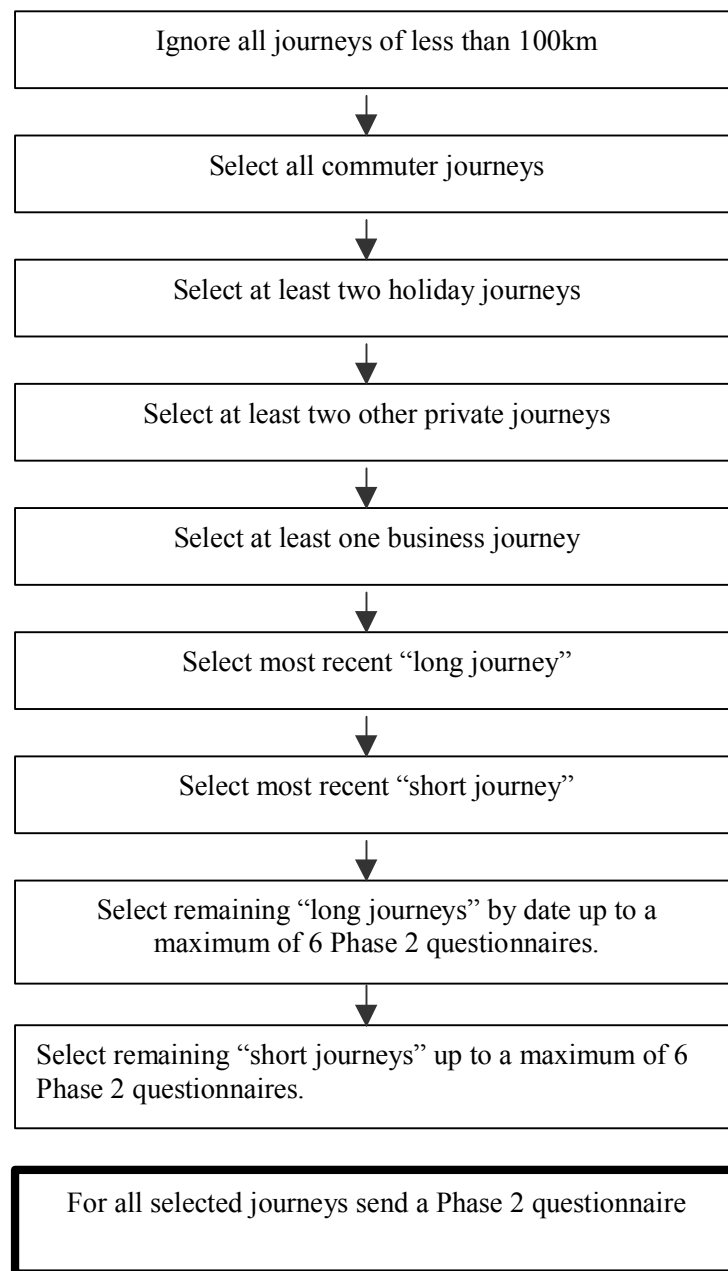 Ignore all journeys of less than 100km
Select all commuter journeys
Select at least two holiday journeys
Select at least two other private journeys
Select at least one business journey
Select most recent “long journey”
Select most recent “short journey”
Select remaining “long journeys” by date up to a
maximum of 6 Phase 2 questionnaires.
Select remaining “short journeys” up to a maximum of 6
Phase 2 questionnaires.
For all selected journeys send a Phase 2 questionnaire